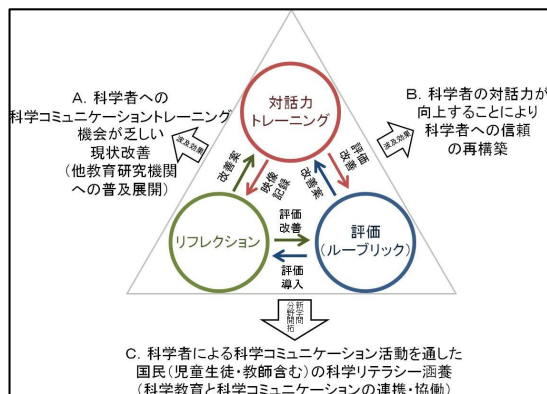 A. 科学者への
科学コミュニケーショントレーニング
機会が乏しい
現状改善
(他教育研究機関
への普及展開)
波及効果
対話力
トレーニング
波及効果
B. 科学者の対話力が
向上することにより
科学者への信頼
の再構築
改善案
映像
記録
改善案
評価
改善
リフレクション
評価
改善
評価
導入
評価
(ルーブリック)
新学問
分野開拓
C. 科学者による科学コミュニケーション活動を通した
国民(児童生徒・教師含む)の科学リテラシー涵養
(科学教育と科学コミュニケーションの連携・協働)